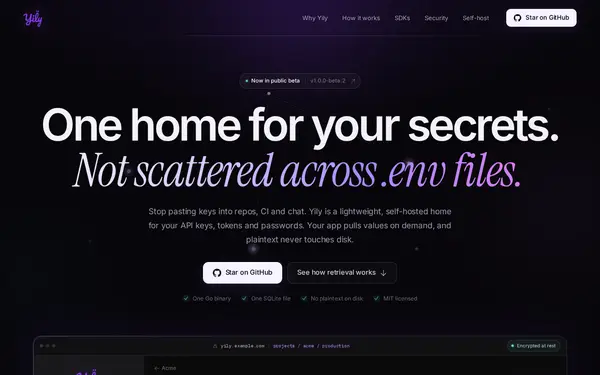 Yily
Why Yily
How it works
SDKs
Security
Self-host
Star on GitHub
Now in public beta
v1.0.0-beta.2
One home for your secrets.
Not scattered across .env files.
Stop pasting keys into repos, CI and chat. Yily is a lightweight, self-hosted home
for your API keys, tokens and passwords. Your app pulls values on demand, and
plaintext never touches disk.
Star on GitHub
See how retrieval works ↓
One Go binary
One SQLite file
No plaintext on disk
MIT licensed
yily.example.com / projects / acme / production
Encrypted at rest
← Acme